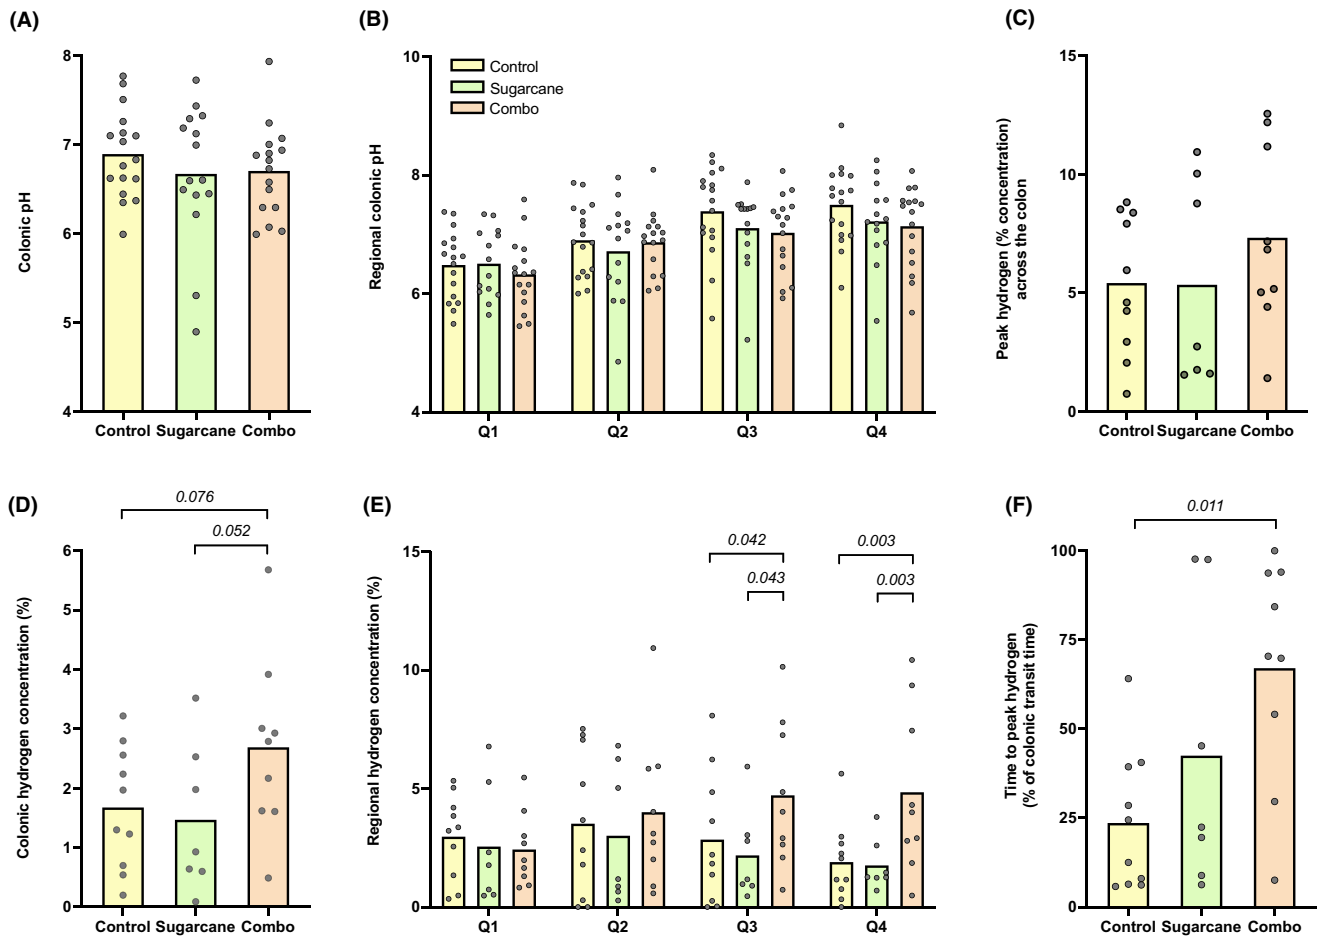 (A)
8
7
6
5
4
Colonic pH
Control Sugarcane Combo
(B)
10
8
6
4
Regional colonic pH
Control
Sugarcane
Combo
Q1 Q2 Q3 Q4
(C)
15
10
5
0
Peak hydrogen (% concentration)
across the colon
Control Sugarcane Combo
(D)
0.076
0.052
6
5
4
3
2
1
0
Colonic hydrogen concentration (%)
Control Sugarcane Combo
(E)
15
10
5
0
Regional hydrogen concentration (%)
0.042
0.043
0.003
0.003
Q1 Q2 Q3 Q4
(F)
0.011
100
75
50
25
0
Time to peak hydrogen
(% of colonic transit time)
Control Sugarcane Combo